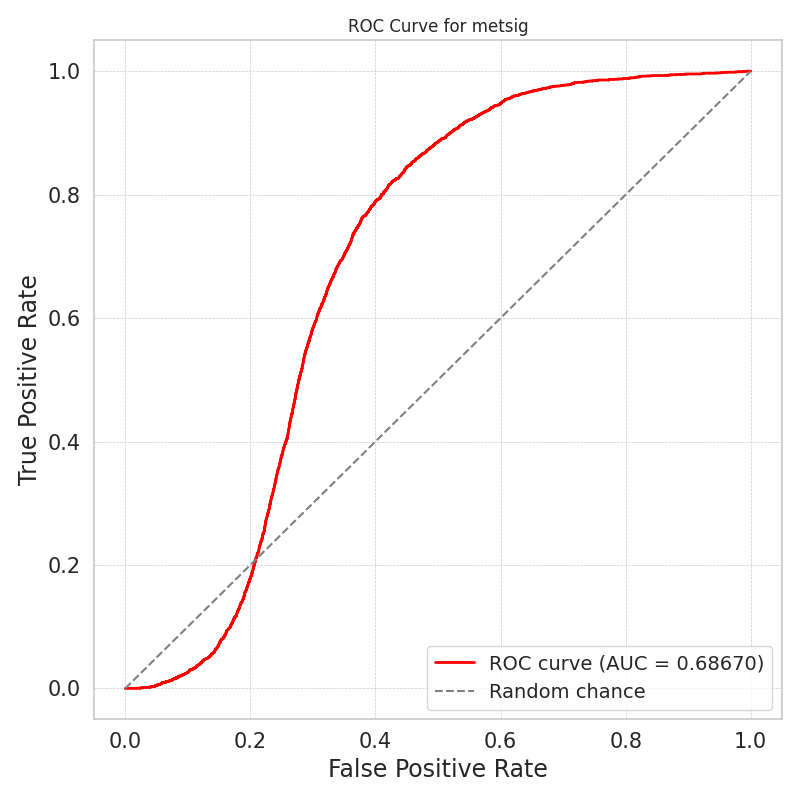 ROC Curve for metsig
1.0
0.8
0.6
0.4
0.2
0.0
True Positive Rate
ROC curve (AUC = 0.68670)
Random chance
0.0 0.2 0.4 0.6 0.8 1.0
False Positive Rate